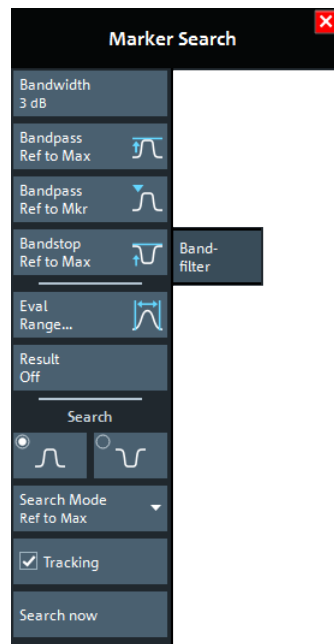 Marker Search
Bandwidth
3 dB
Bandpass
Ref to Max
Bandpass
Ref to Mkr
Bandstop
Ref to Max
Band-
filter
Eval
Range...
Result
Off
Search
Search Mode
Ref to Max
Tracking
Search now